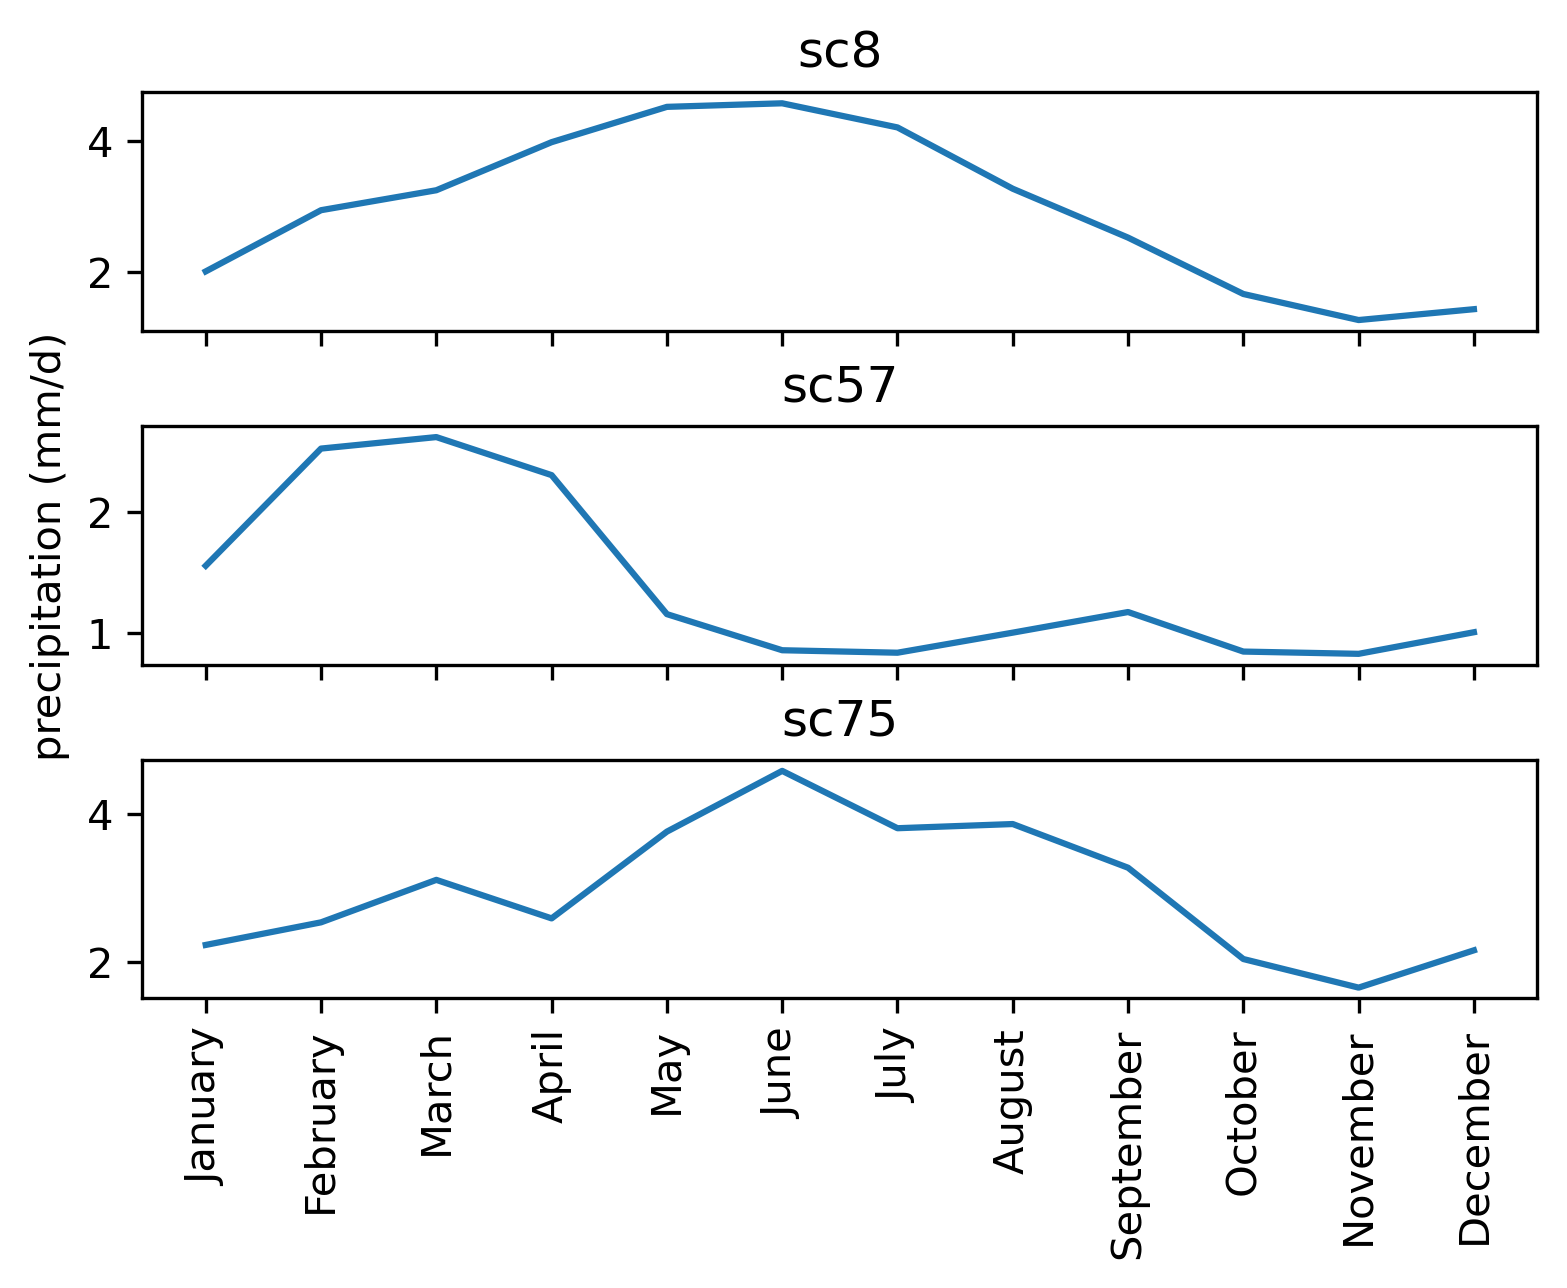 sc8
4
2
sc57
precipitation (mm/d)
2
1
sc75
4
2
January
February
March
April
May
June
July
August
September
October
November
December